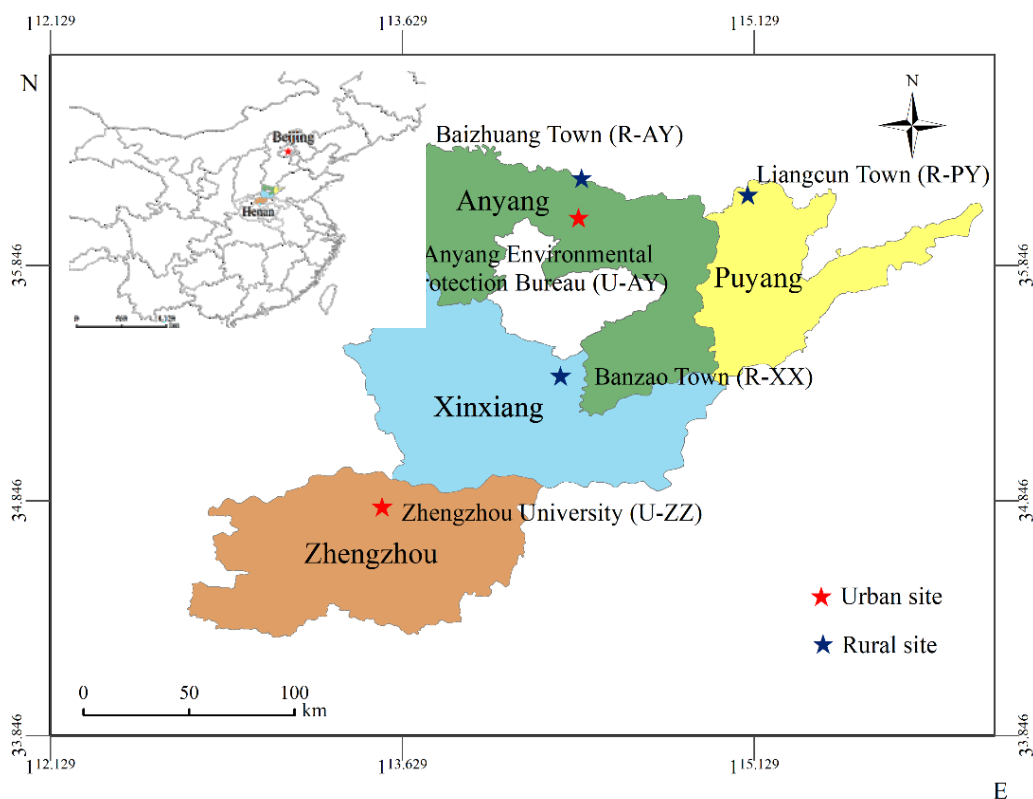 112.129 113.629 115.129
N
N
Beijing
Henan
Baizhuang Town (R-AY)
Liangcun Town (R-PY)
Anyang
Anyang Environmental
rotection Bureau (U-AY)
Puyang
35.846 35.846
Banzao Town (R-XX)
Xinxiang
34.846 34.846
Zhengzhou University (U-ZZ)
Zhengzhou
Urban site
Rural site
0 50 100
km
33.846 33.846
112.129 113.629 115.129
E